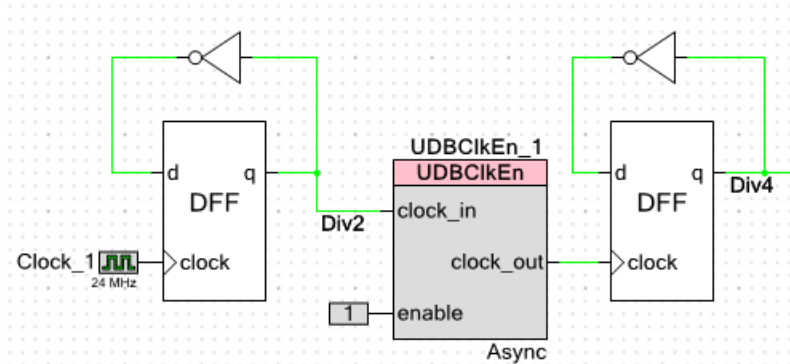 UDBClkEn_1
UDBClkEn
d
q
DFF
Clock_1
24 MHz
clock
Div2
clock_in
clock_out
1
enable
Async
d
q
DFF
clock
Div4